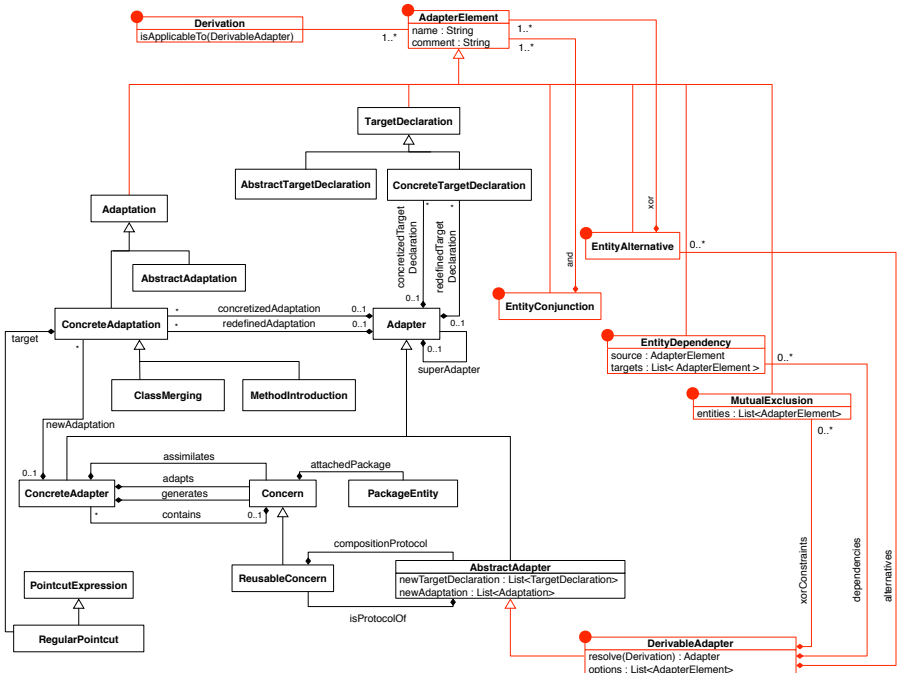 Derivation
isApplicableTo(DerivableAdapter)
1..*
AdapterElement
name : String
comment : String
1..*
1..*
TargetDeclaration
AbstractTargetDeclaration
ConcreteTargetDeclaration
Adaptation
AbstractAdaptation
concretizedTarget
Declaration
*
redefinedTarget
Declaration
*
xor
and
EntityAlternative
0..*
EntityConjunction
ConcreteAdaptation
target
*
concretizedAdaptation
0..1
*
redefinedAdaptation
0..1
*
0..1
Adapter
0..1
0..1
superAdapter
EntityDependency
source : AdapterElement
targets : List< AdapterElement >
0..*
ClassMerging
MethodIntroduction
MutualExclusion
entities : List<AdapterElement>
0..*
newAdaptation
0..1
ConcreteAdapter
assimilates
adapts
generates
contains
*
0..1
Concern
attachedPackage
PackageEntity
compositionProtocol
ReusableConcern
isProtocolOf
AbstractAdapter
newTargetDeclaration : List<TargetDeclaration>
newAdaptation : List<Adaptation>
xorConstraints
dependencies
alternatives
PointcutExpression
RegularPointcut
DerivableAdapter
resolve(Derivation) : Adapter
options : List<AdapterElement>